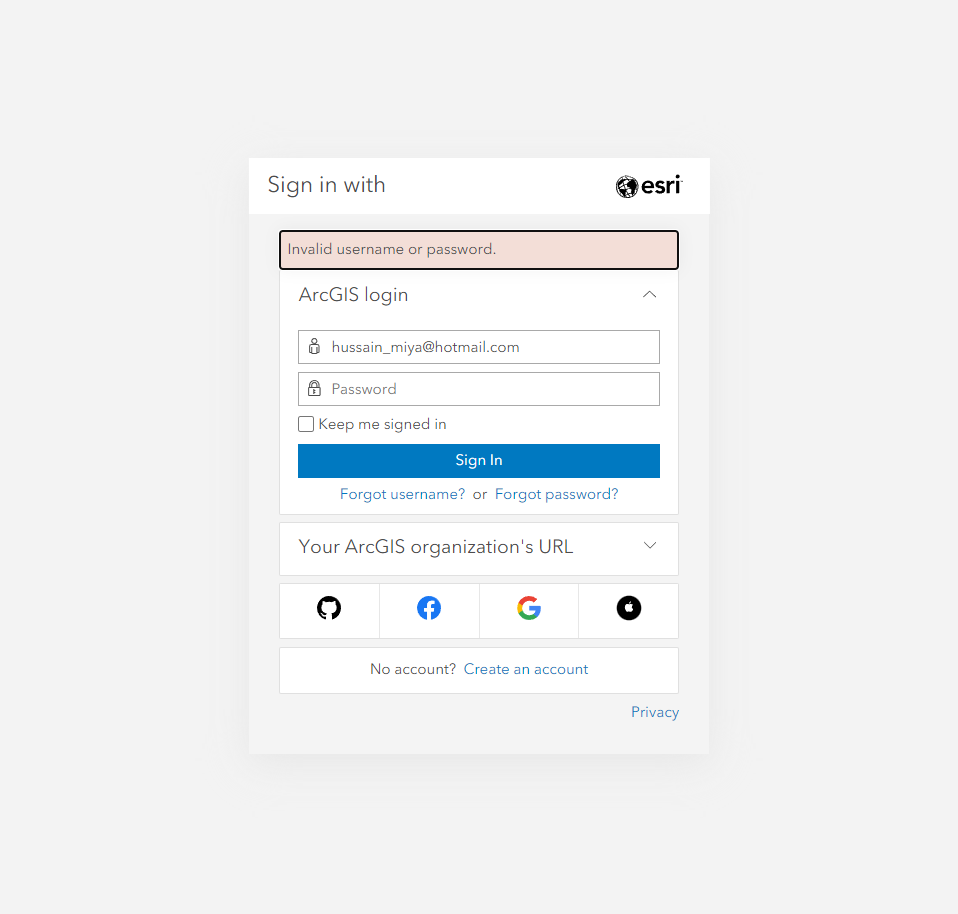 Sign in with
esri
Invalid username or password.
ArcGIS login
hussain_miya@hotmail.com
Password
Keep me signed in
Sign In
Forgot username? or Forgot password?
Your ArcGIS organization's URL
No account? Create an account
Privacy